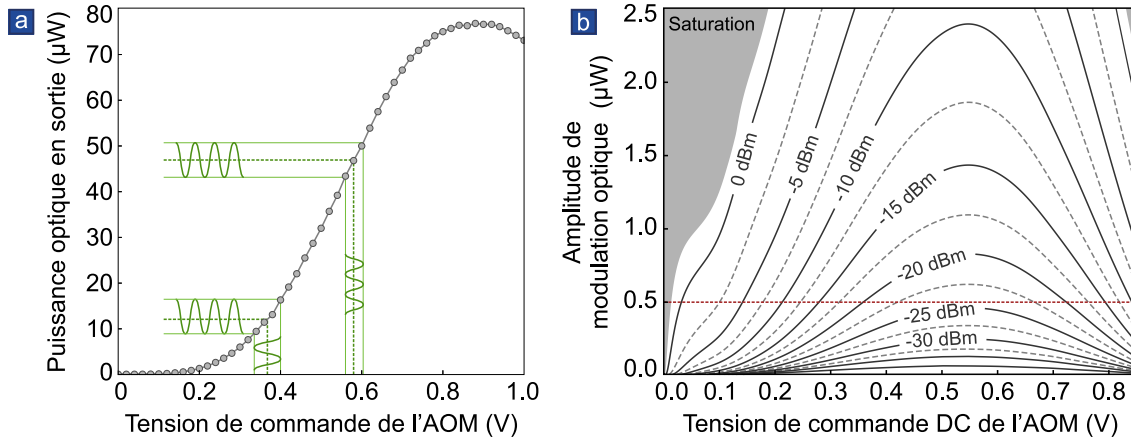 a
Puissance optique en sortie (µW)
80
70
60
50
40
30
20
10
0
0.0
0.2
0.4
0.6
0.8
1.0
Tension de commande de l’AOM (V)
b
Saturation
Amplitude de
modulation optique (µW)
2.5
2.0
1.5
1.0
0.5
0.0
0 dBm
-5 dBm
-10 dBm
-15 dBm
-20 dBm
-25 dBm
-30 dBm
0.0
0.1
0.2
0.3
0.4
0.5
0.6
0.7
0.8
Tension de commande DC de l’AOM (V)